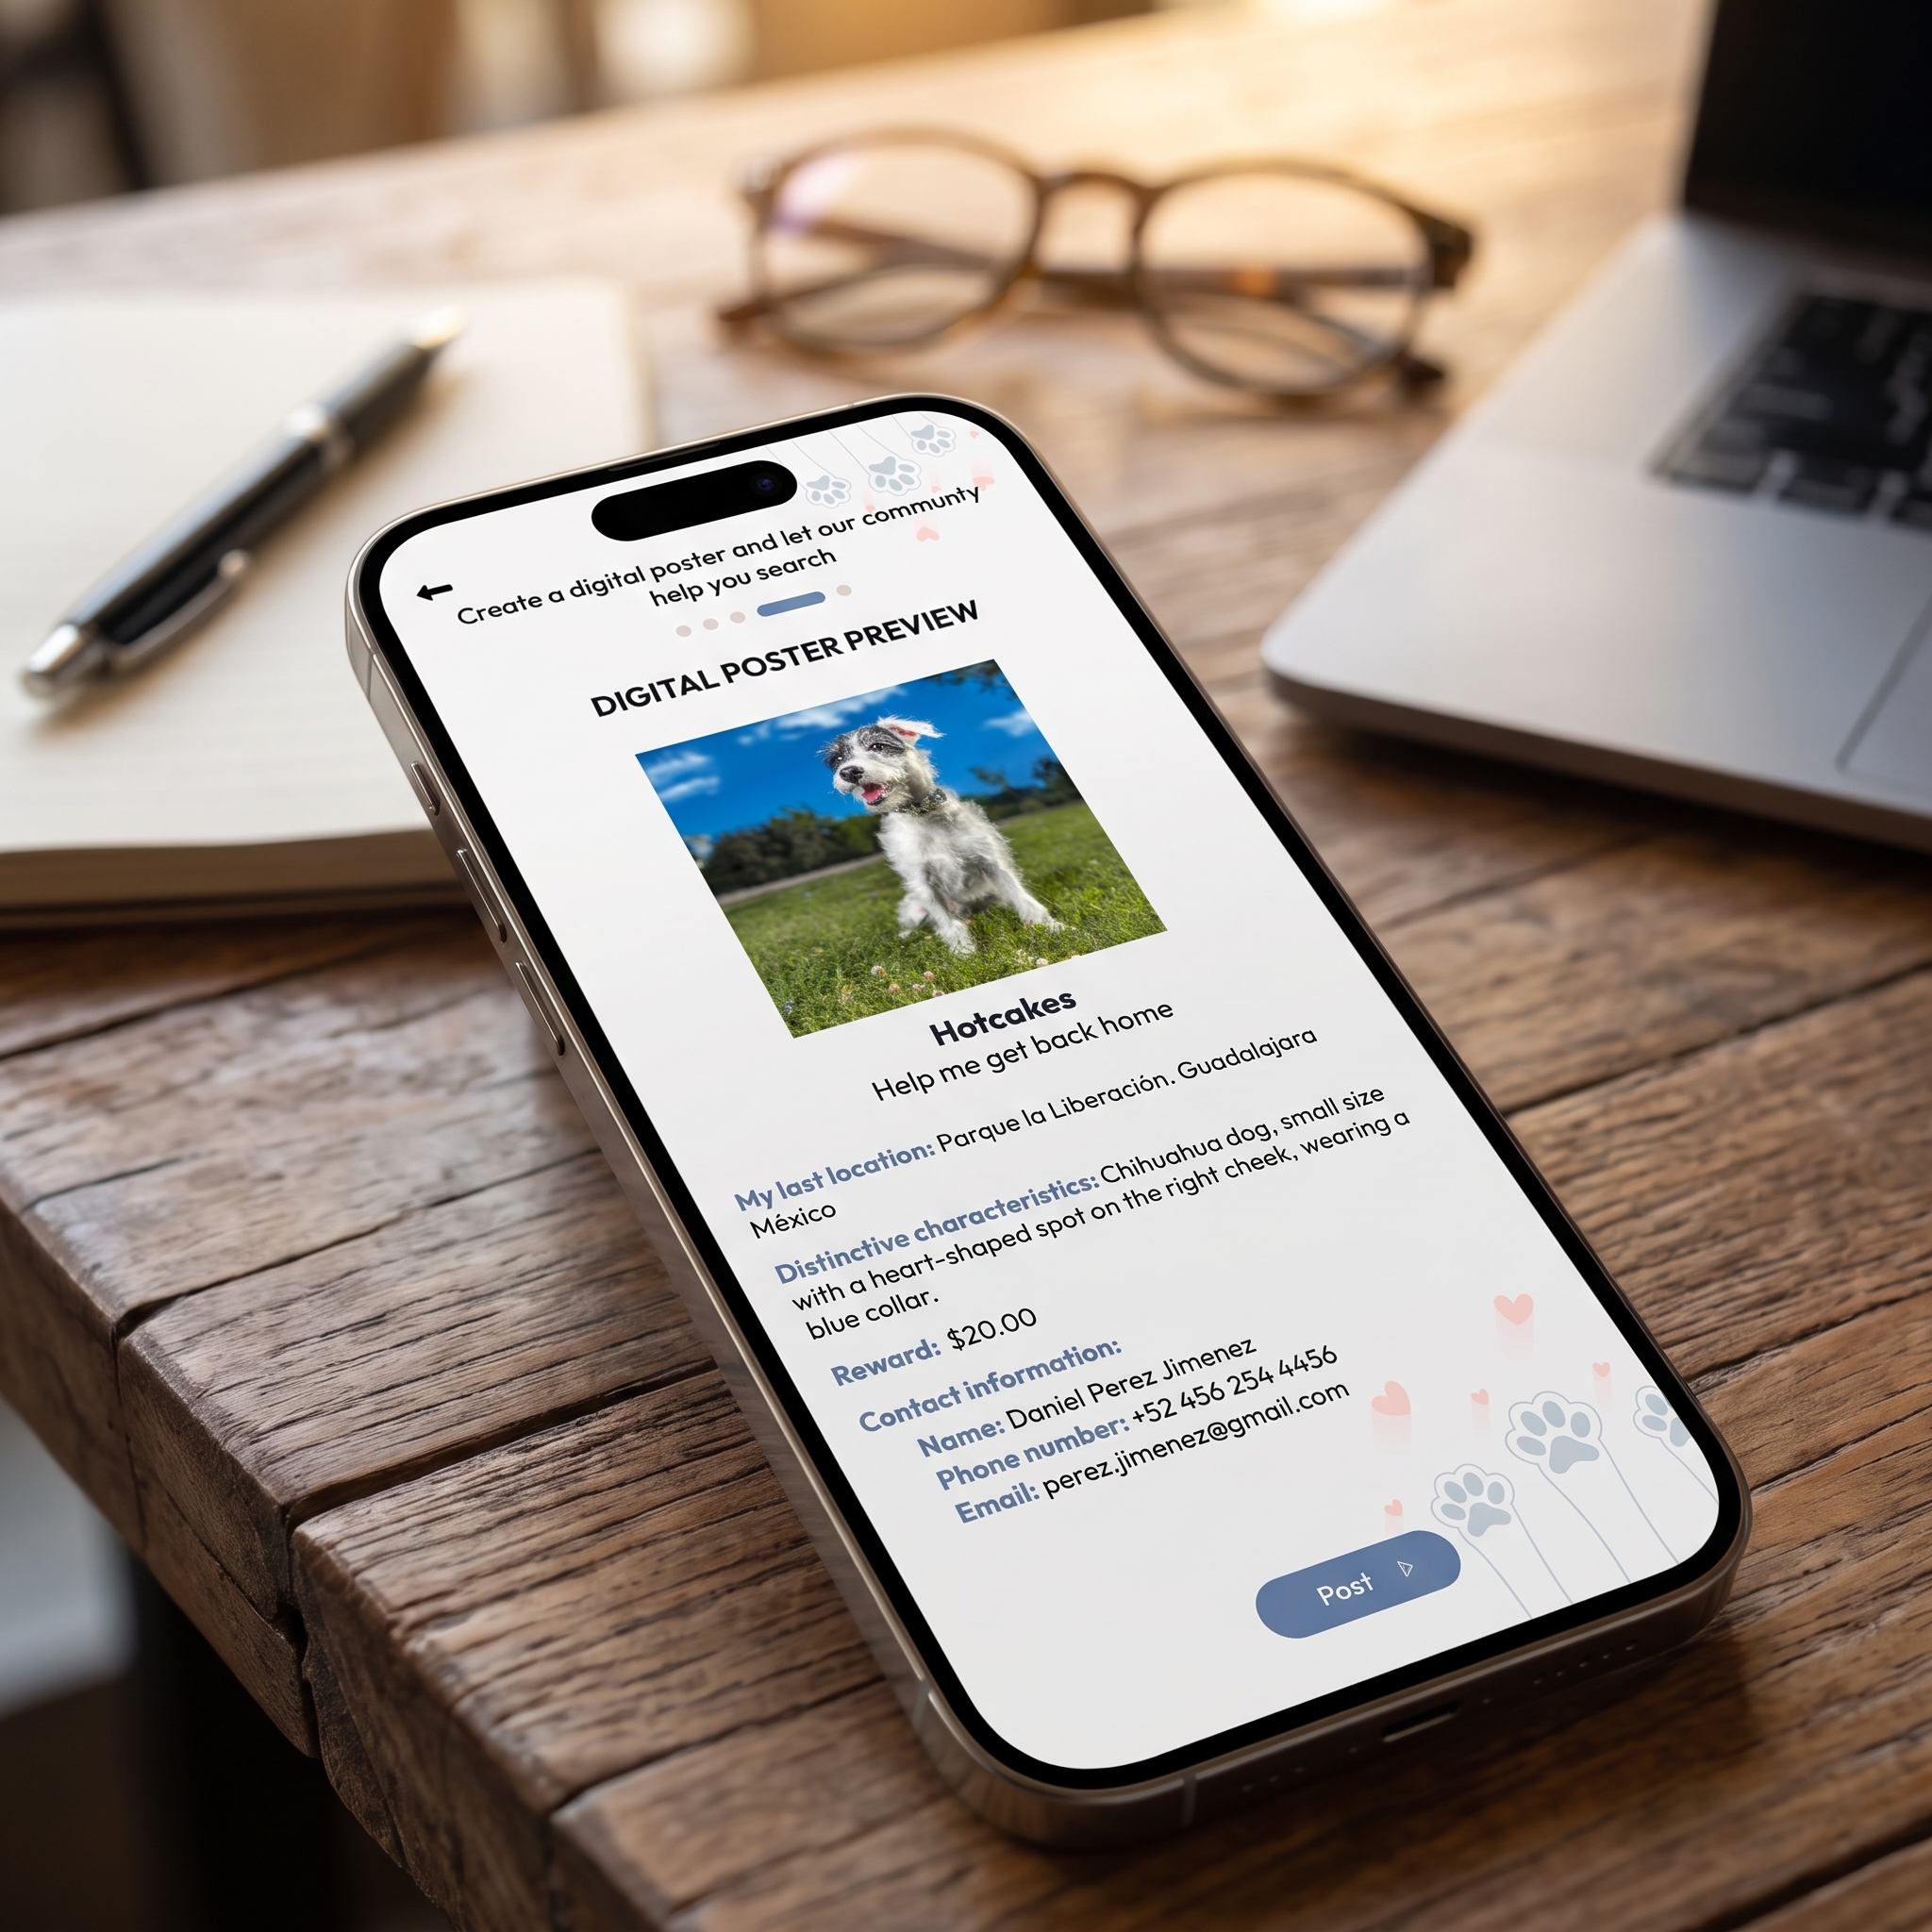 Create a digital poster and let our communty
help you search
DIGITAL POSTER PREVIEW
Hotcakes
Help me get back home
My last location: Parque la Liberación. Guadalajara
México
Distinctive characteristics: Chihuahua dog, small size
with a heart-shaped spot on the right cheek, wearing a
blue collar.
Reward: $20.00
Contact information:
Name: Daniel Perez Jimenez
Phone number: +52 456 254 4456
Email: perez.jimenez@gmail.com
Post